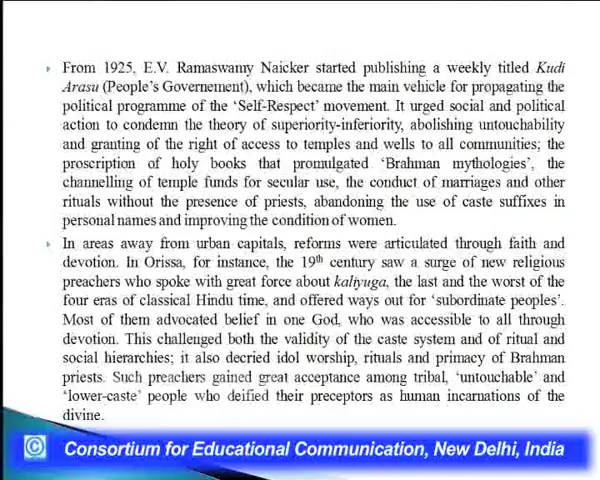 From 1925, E.V. Ramaswamy Naicker started publishing a weekly titled Kudi
Arasu (People's Governement), which became the main vehicle for propagating the
political programme of the 'Self-Respect' movement. It urged social and political
action to condemn the theory of superiority-inferiority, abolishing untouchability
and granting of the right of access to temples and wells to all communities; the
proscription of holy books that promulgated 'Brahman mythologies', the
channelling of temple funds for secular use, the conduct of marriages and other
rituals without the presence of priests, abandoning the use of caste suffixes in
personal names and improving the condition of women.
In areas away from urban capitals, reforms were articulated through faith and
devotion. In Orissa, for instance, the 19th century saw a surge of new religious
preachers who spoke with great force about kaliyuga, the last and the worst of the
four eras of classical Hindu time, and offered ways out for 'subordinate peoples'.
Most of them advocated belief in one God, who was accessible to all through
devotion. This challenged both the validity of the caste system and of ritual and
social hierarchies; it also decried idol worship, rituals and primacy of Brahman
priests. Such preachers gained great acceptance among tribal, 'untouchable' and
'lower-caste' people who deified their preceptors as human incarnations of the
divine.
© Consortium for Educational Communication, New Delhi, India